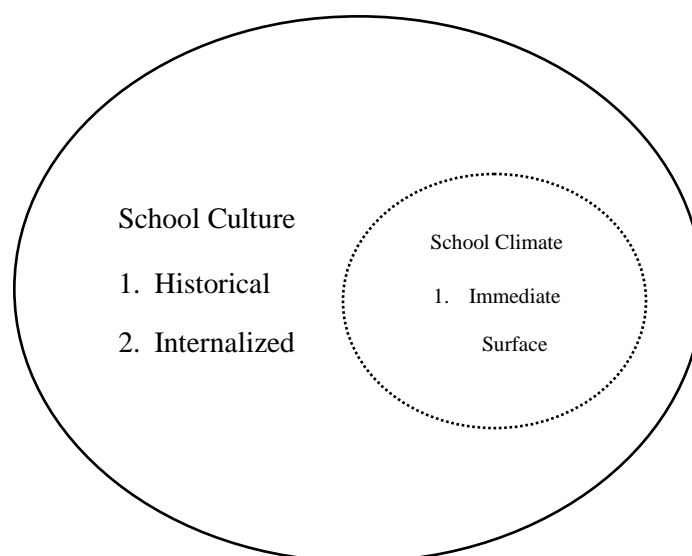 School Culture
1. Historical
2. Internalized
School Climate
1. Immediate
Surface